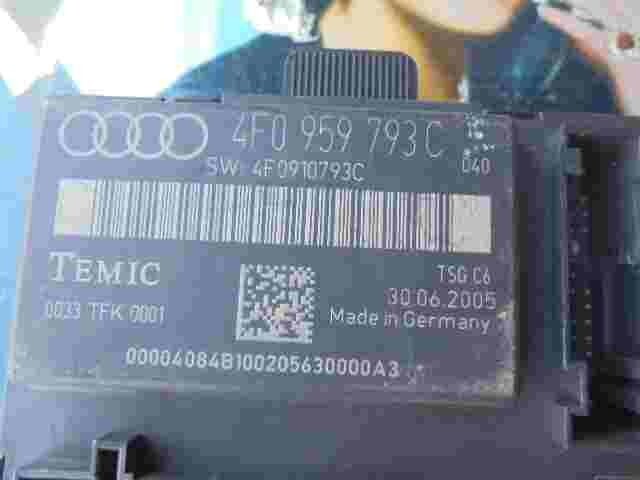 4F0 959 793 C
SW: 4F0910793C 040
TEMIC
TSG C6
0033 TFK 0001
30.06.2005
Made in Germany
00004084B100205630000A3